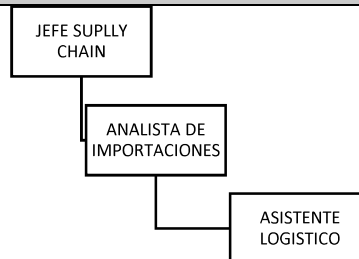 JEFE SUPLLY
CHAIN
ANALISTA DE
IMPORTACIONES
ASISTENTE
LOGISTICO